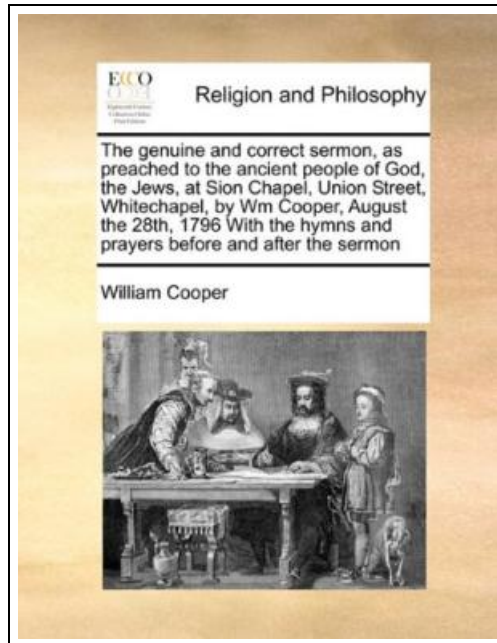 ECCO
Religion and Philosophy
The genuine and correct sermon, as
preached to the ancient people of God,
the Jews, at Sion Chapel, Union Street,
Whitechapel, by Wm Cooper, August
the 28th, 1796 With the hymns and
prayers before and after the sermon
William Cooper